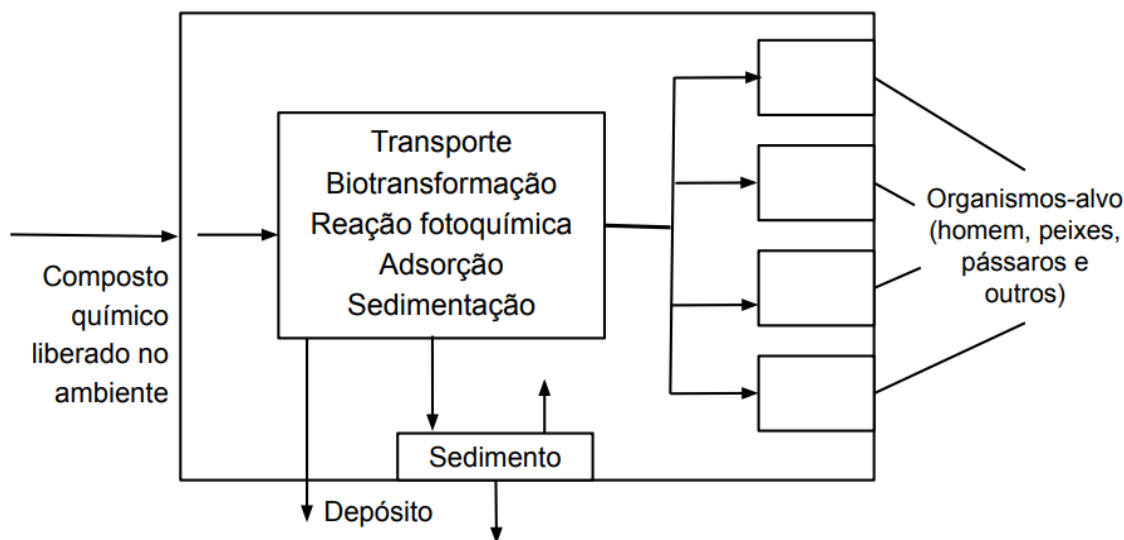 Transporte
Biotransformação
Reação fotoquímica
Adsorção
Sedimentação
Composto
químico
liberado no
ambiente
Organismos-alvo
(homem, peixes,
pássaros e
outros)
Sedimento
Depósito